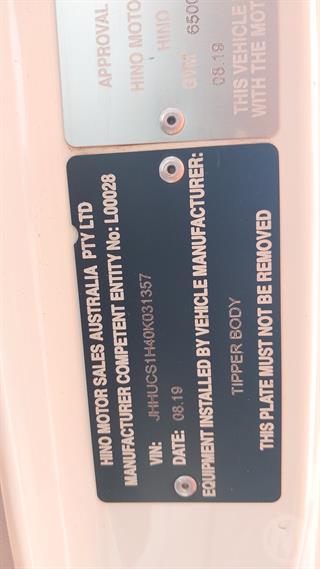 APPROVAL
HINO MOTO
HINO
GVM 6500
08.19
THIS VEHICLE
WITH THE MOT
HINO MOTOR SALES AUSTRALIA PTY LTD
MANUFACTURER COMPETENT ENTITY No: L00028
VIN: JHHUCS1H40K031357
DATE: 08.19
EQUIPMENT INSTALLED BY VEHICLE MANUFACTURER:
TIPPER BODY
THIS PLATE MUST NOT BE REMOVED